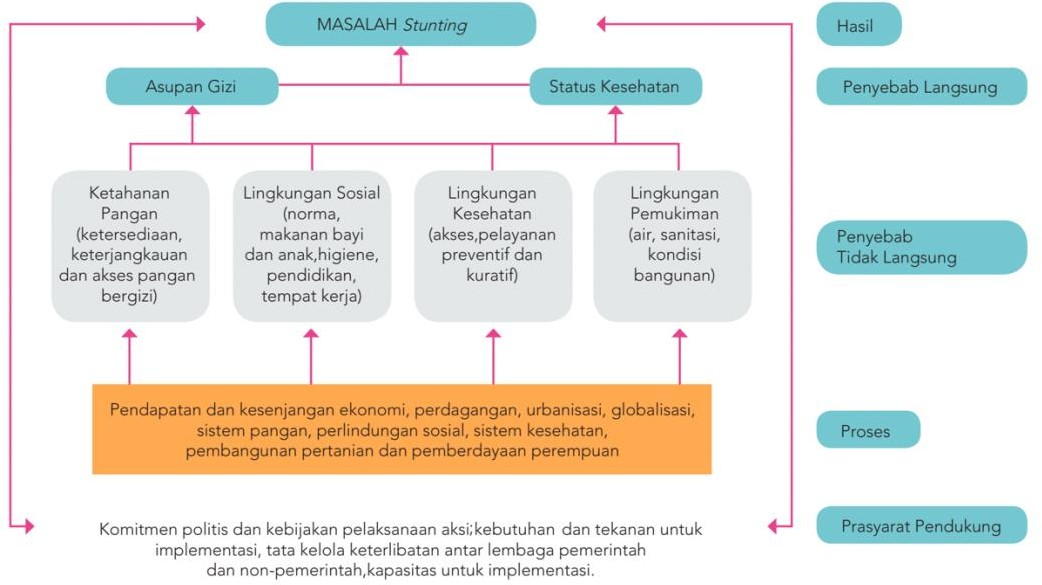 MASALAH Stunting
Hasil
Asupan Gizi
Status Kesehatan
Penyebab Langsung
Ketahanan
Pangan
(ketersediaan,
keterjangkauan
dan akses pangan
bergizi)
Lingkungan Sosial
(norma,
makanan bayi
dan anak,higiene,
pendidikan,
tempat kerja)
Lingkungan
Kesehatan
(akses,pelayanan
preventif dan
kuratif)
Lingkungan
Pemukiman
(air, sanitasi,
kondisi
bangunan)
Penyebab
Tidak Langsung
Pendapatan dan kesenjangan ekonomi, perdagangan, urbanisasi, globalisasi,
sistem pangan, perlindungan sosial, sistem kesehatan,
pembangunan pertanian dan pemberdayaan perempuan
Proses
Komitmen politis dan kebijakan pelaksanaan aksi;kebutuhan dan tekanan untuk
implementasi, tata kelola keterlibatan antar lembaga pemerintah
dan non-pemerintah,kapasitas untuk implementasi.
Prasyarat Pendukung